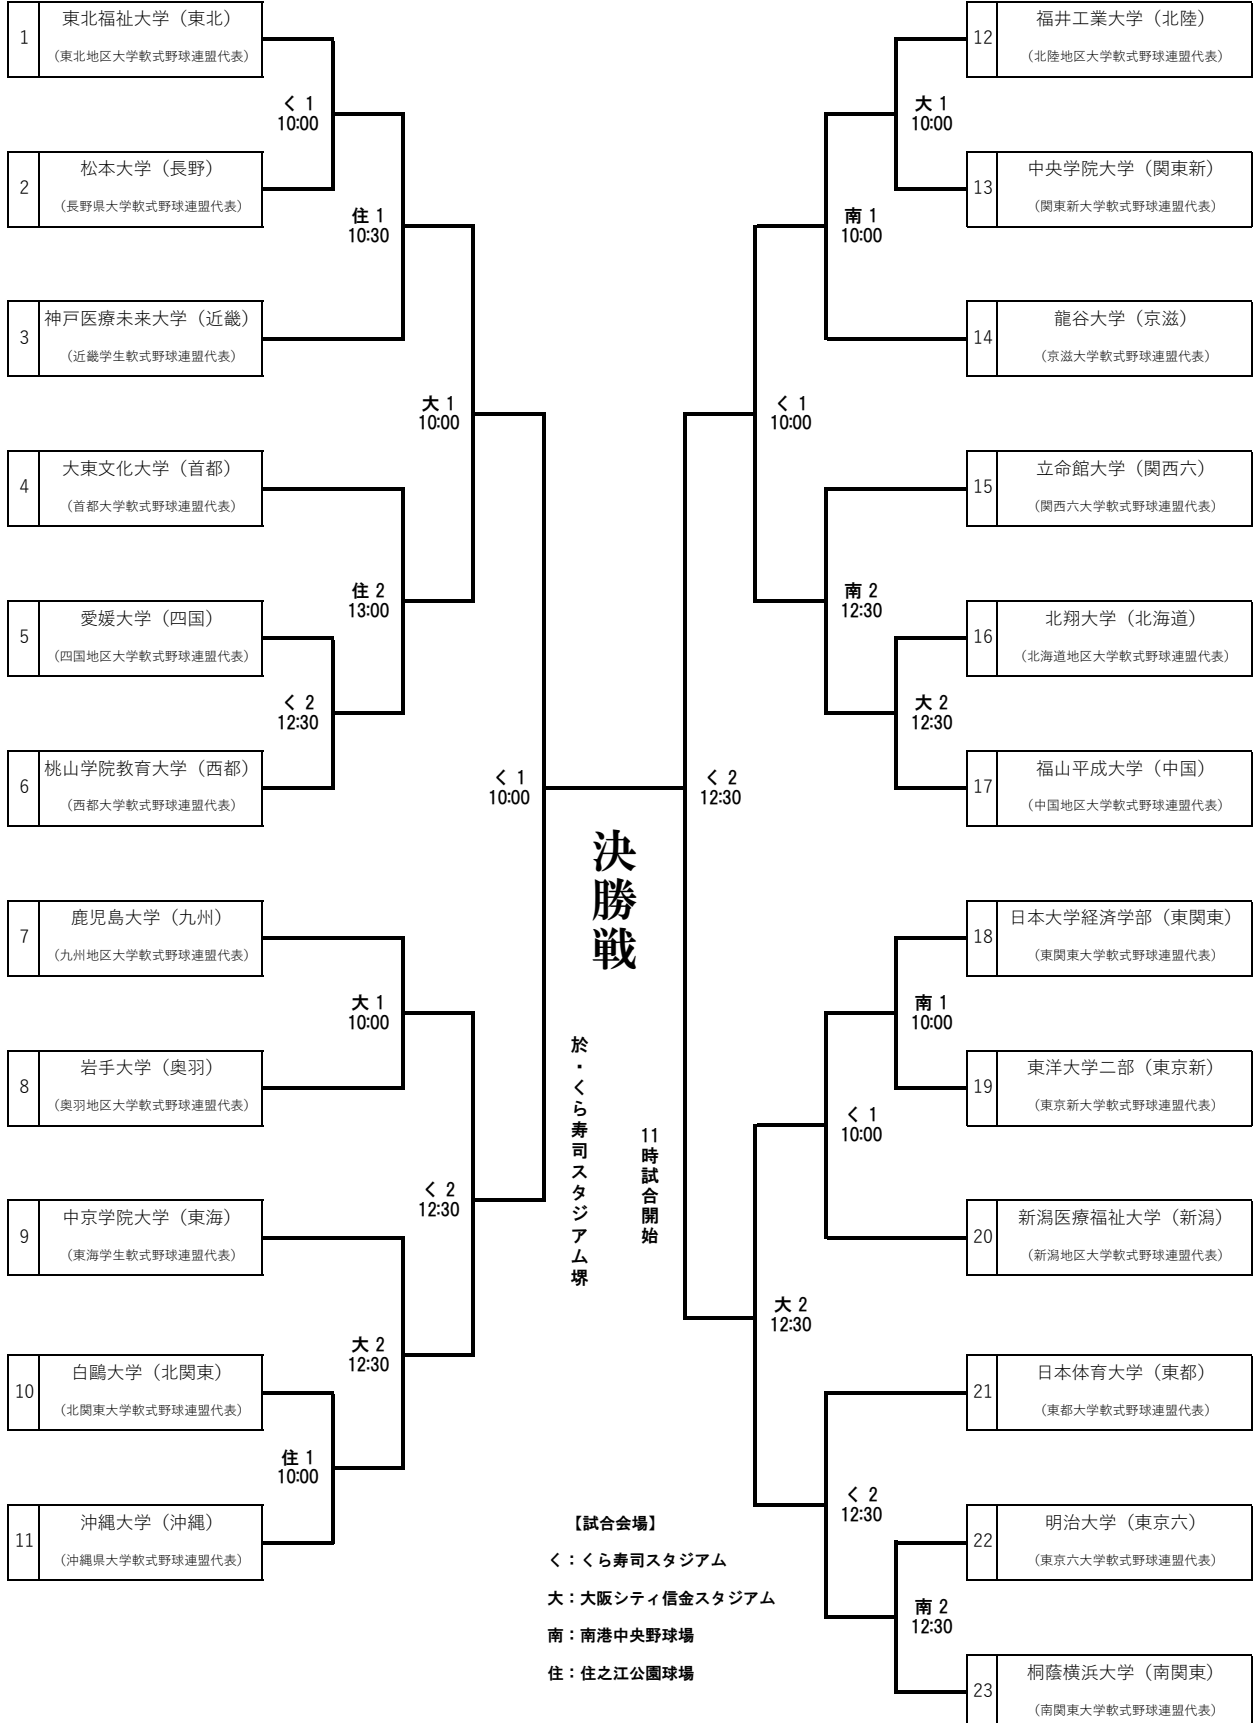 1
東北福祉大学（東北）
（東北地区大学軟式野球連盟代表）
く 1
10:00
2
松本大学（長野）
（長野県大学軟式野球連盟代表）
住 1
10:30
3
神戸医療未来大学（近畿）
（近畿学生軟式野球連盟代表）
大 1
10:00
4
大東文化大学（首都）
（首都大学軟式野球連盟代表）
住 2
13:00
5
愛媛大学（四国）
（四国地区大学軟式野球連盟代表）
く 2
12:30
6
桃山学院教育大学（西都）
（西都大学軟式野球連盟代表）
く 1
10:00
7
鹿児島大学（九州）
（九州地区大学軟式野球連盟代表）
大 1
10:00
8
岩手大学（奥羽）
（奥羽地区大学軟式野球連盟代表）
く 2
12:30
9
中京学院大学（東海）
（東海学生軟式野球連盟代表）
大 2
12:30
10
白鷗大学（北関東）
（北関東大学軟式野球連盟代表）
住 1
10:00
11
沖縄大学（沖縄）
（沖縄県大学軟式野球連盟代表）
決勝戦
於・くら寿司スタジアム堺
11時試合開始
12
福井工業大学（北陸）
（北陸地区大学軟式野球連盟代表）
大 1
10:00
13
中央学院大学（関東新）
（関東新大学軟式野球連盟代表）
南 1
10:00
14
龍谷大学（京滋）
（京滋大学軟式野球連盟代表）
く 1
10:00
15
立命館大学（関西六）
（関西六大学軟式野球連盟代表）
南 2
12:30
16
北翔大学（北海道）
（北海道地区大学軟式野球連盟代表）
大 2
12:30
17
福山平成大学（中国）
（中国地区大学軟式野球連盟代表）
く 2
12:30
18
日本大学経済学部（東関東）
（東関東大学軟式野球連盟代表）
南 1
10:00
19
東洋大学二部（東京新）
（東京新大学軟式野球連盟代表）
く 1
10:00
20
新潟医療福祉大学（新潟）
（新潟地区大学軟式野球連盟代表）
大 2
12:30
21
日本体育大学（東都）
（東都大学軟式野球連盟代表）
く 2
12:30
22
明治大学（東京六）
（東京六大学軟式野球連盟代表）
南 2
12:30
23
桐蔭横浜大学（南関東）
（南関東大学軟式野球連盟代表）
【試合会場】
く：くら寿司スタジアム
大：大阪シティ信金スタジアム
南：南港中央野球場
住：住之江公園球場